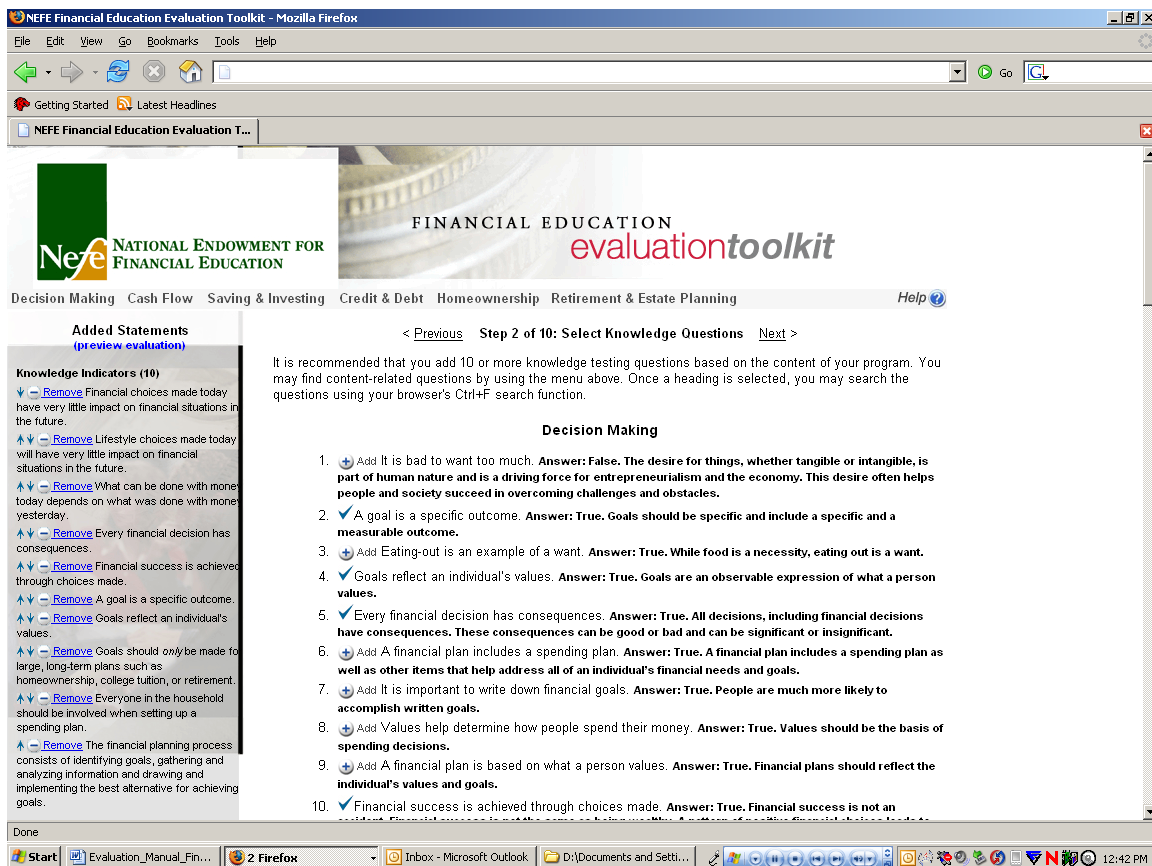 NEFE Financial Education Evaluation Toolkit - Mozilla Firefox
File Edit View Go Bookmarks Tools Help
Go
G
Getting Started Latest Headlines
NEFE Financial Education Evaluation T...
Nefe NATIONAL ENDOWMENT FOR
FINANCIAL EDUCATION
FINANCIAL EDUCATION
evaluationtoolkit
Decision Making Cash Flow Saving & Investing Credit & Debt Homeownership Retirement & Estate Planning Help ?
Added Statements
(preview evaluation)
Knowledge Indicators (10)
Remove Financial choices made today
have very little impact on financial situations in
the future.
Remove Lifestyle choices made today
will have very little impact on financial
situations in the future.
Remove What can be done with money
today depends on what was done with money
yesterday.
Remove Every financial decision has
consequences.
Remove Financial success is achieved
through choices made.
Remove A goal is a specific outcome.
Remove Goals reflect an individual's
values.
Remove Goals should only be made fo
large, long-term plans such as
homeownership, college tuition, or retirement.
Remove Everyone in the household
should be involved when setting up a
spending plan.
Remove The financial planning process
consists of identifying goals, gathering and
analyzing information and drawing and
implementing the best alternative for achieving
goals.
< Previous Step 2 of 10: Select Knowledge Questions Next >
It is recommended that you add 10 or more knowledge testing questions based on the content of your program. You
may find content-related questions by using the menu above. Once a heading is selected, you may search the
questions using your browser's Ctrl+F search function.
Decision Making
1. Add It is bad to want too much. Answer: False. The desire for things, whether tangible or intangible, is
part of human nature and is a driving force for entrepreneurialism and the economy. This desire often helps
people and society succeed in overcoming challenges and obstacles.
2. A goal is a specific outcome. Answer: True. Goals should be specific and include a specific and a
measurable outcome.
3. Add Eating-out is an example of a want. Answer: True. While food is a necessity, eating out is a want.
4. Goals reflect an individual's values. Answer: True. Goals are an observable expression of what a person
values.
5. Every financial decision has consequences. Answer: True. All decisions, including financial decisions
have consequences. These consequences can be good or bad and can be significant or insignificant.
6. Add A financial plan includes a spending plan. Answer: True. A financial plan includes a spending plan as
well as other items that help address all of an individual's financial needs and goals.
7. Add It is important to write down financial goals. Answer: True. People are much more likely to
accomplish written goals.
8. Add Values help determine how people spend their money. Answer: True. Values should be the basis of
spending decisions.
9. Add A financial plan is based on what a person values. Answer: True. Financial plans should reflect the
individual's values and goals.
10. Financial success is achieved through choices made. Answer: True. Financial success is not an
accident. Financial success is not the same as being wealthy. A pattern of positive financial choices leads to
Done
Start Evaluation_Manual_Fin... 2 Firefox Inbox - Microsoft Outlook D:\Documents and Setti... 12:42 PM